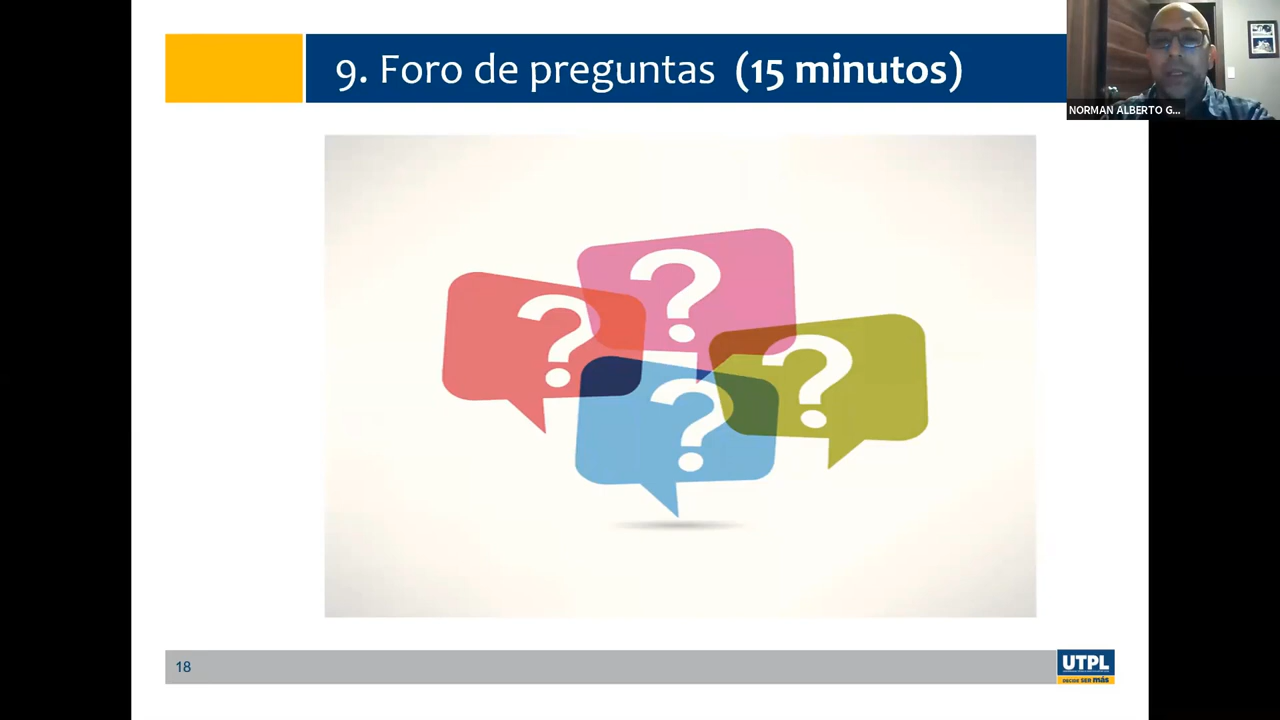 9. Foro de preguntas (15 minutos)
NORMAN ALBERTO G...
? ? ? ?
18
UTPL
DECIDE SER más